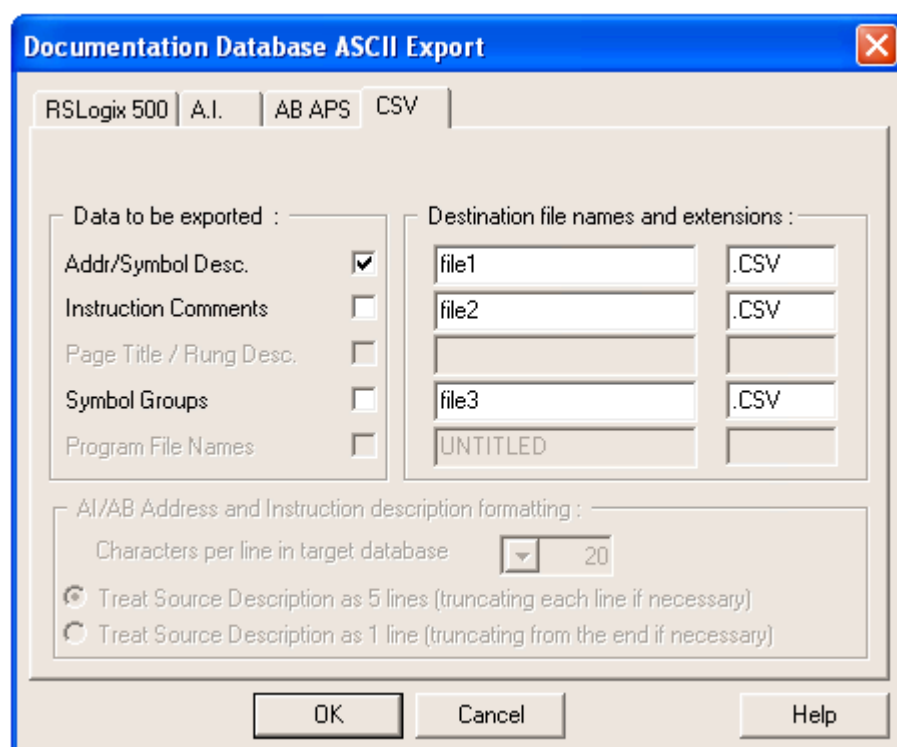 Documentation Database ASCII Export
RSLogix 500 A.I. AB APS CSV
Data to be exported : Destination file names and extensions :
Addr/Symbol Desc. file1 .CSV
Instruction Comments file2 .CSV
Page Title / Rung Desc.
Symbol Groups file3 .CSV
Program File Names UNTITLED
AI/AB Address and Instruction description formatting :
Characters per line in target database 20
Treat Source Description as 5 lines (truncating each line if necessary)
Treat Source Description as 1 line (truncating from the end if necessary)
OK Cancel Help